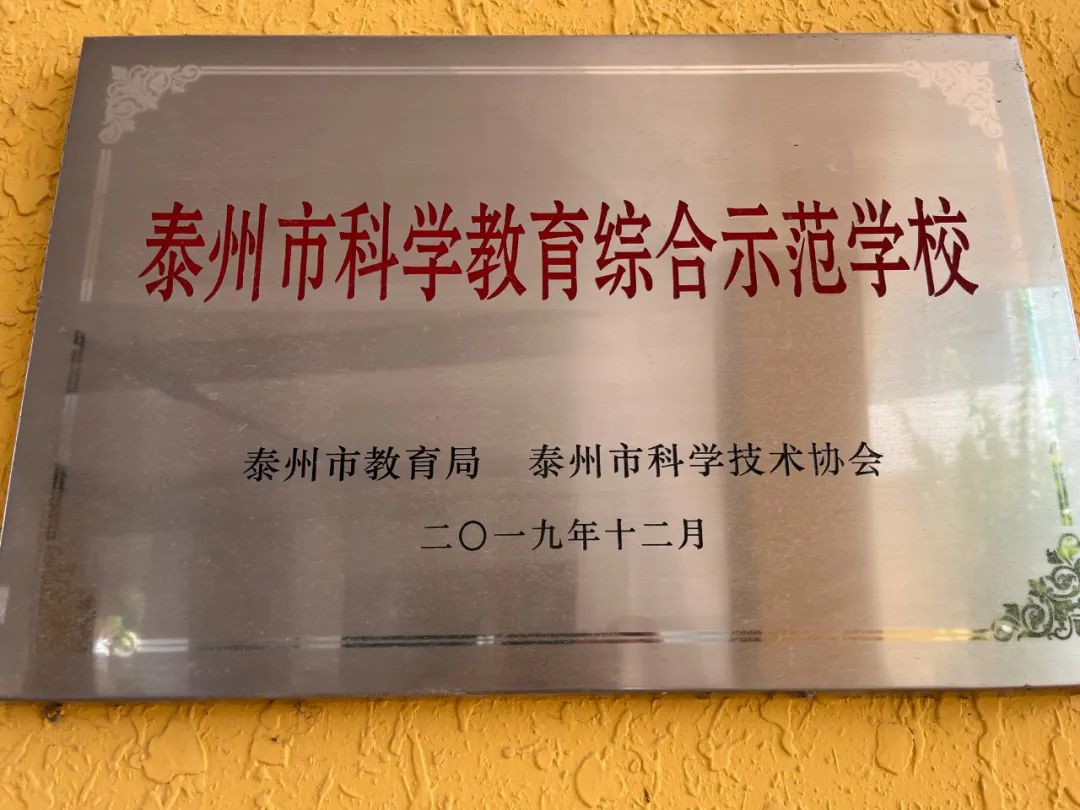 泰州市科学教育综合示范学校
泰州市教育局 泰州市科学技术协会
二〇一九年十二月